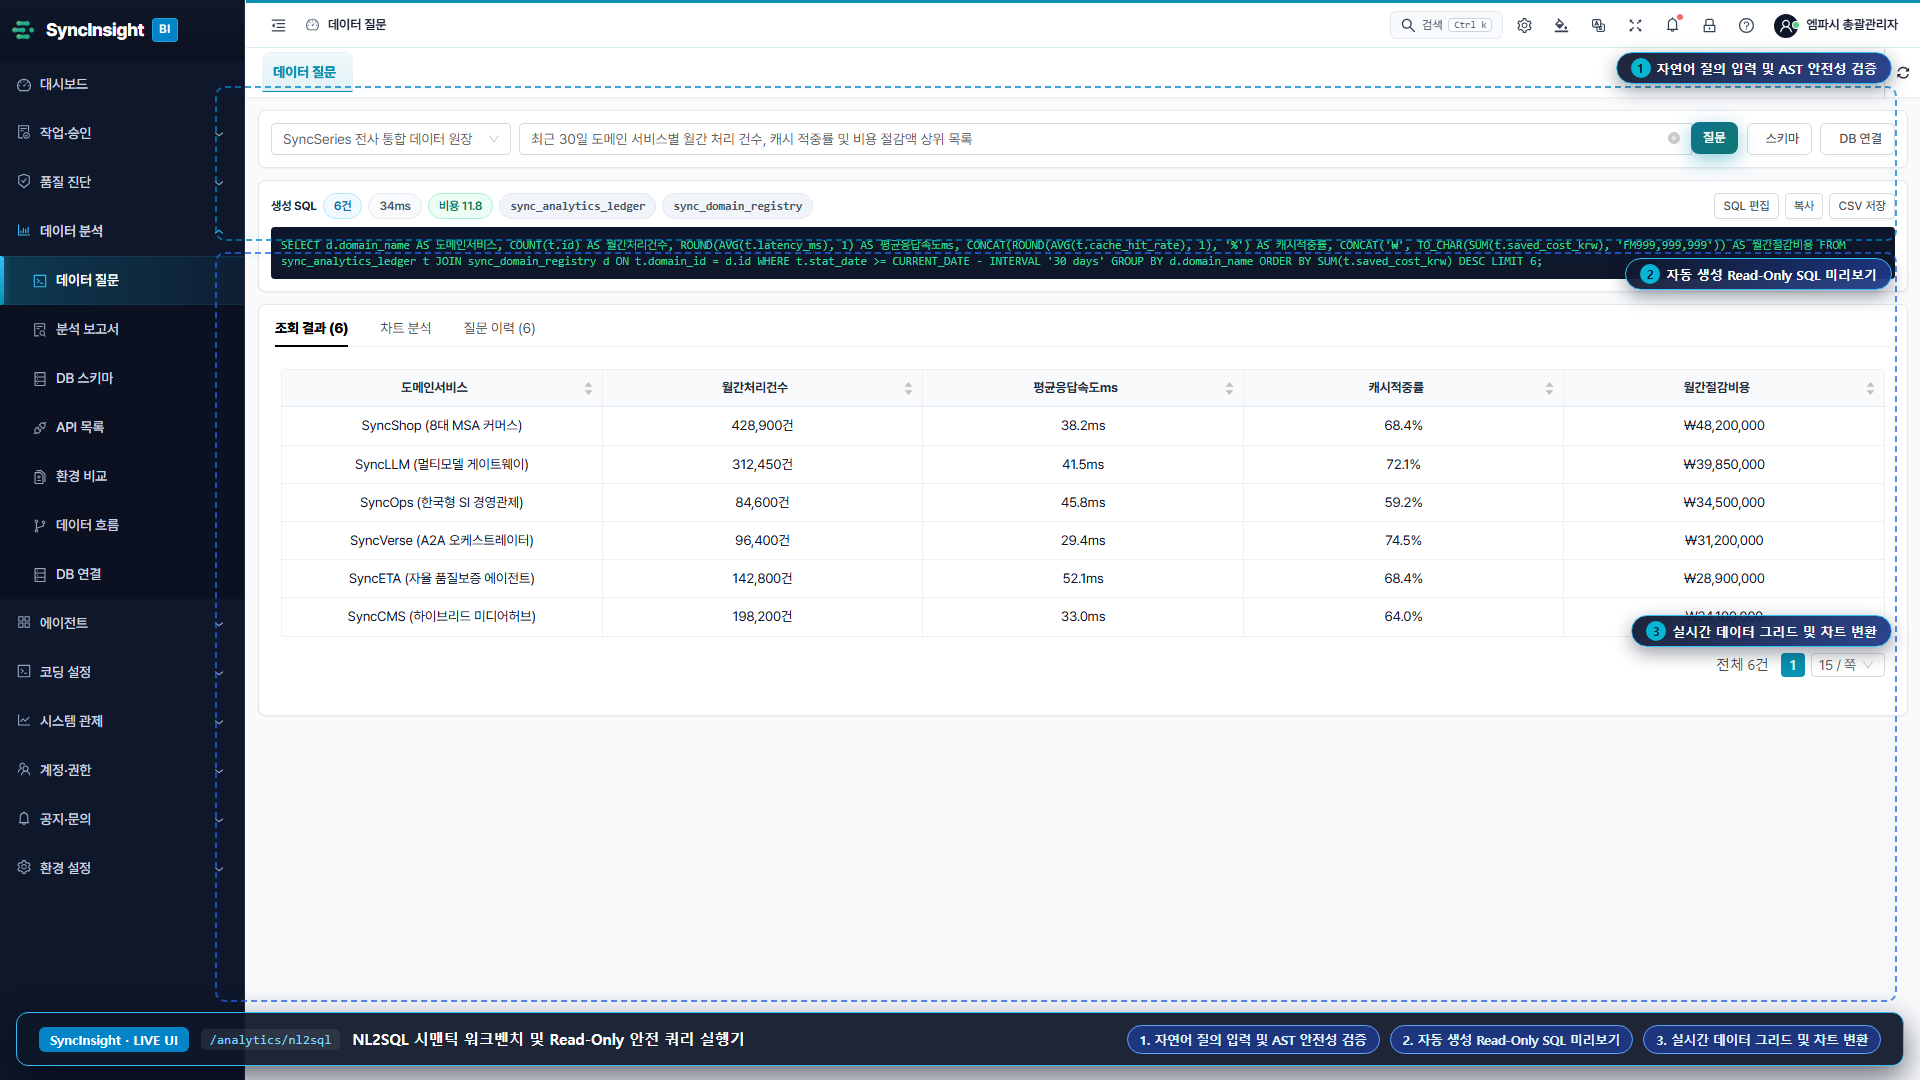 SyncInsight BI
대시보드
작업·승인
품질 진단
데이터 분석
데이터 질문
분석 보고서
DB 스키마
API 목록
환경 비교
데이터 흐름
DB 연결
에이전트
코딩 설정
시스템 관제
계정·권한
공지·문의
환경 설정
데이터 질문
검색 Ctrl k
엠파시 총괄관리자
데이터 질문
1 자연어 질의 입력 및 AST 안전성 검증
SyncSeries 전사 통합 데이터 원장
최근 30일 도메인 서비스별 월간 처리 건수, 캐시 적중률 및 비용 절감액 상위 목록
질문
스키마
DB 연결
생성 SQL 6건 34ms 비용 11.8 sync_analytics_ledger sync_domain_registry
SQL 편집 복사 CSV 저장
SELECT d.domain_name AS 도메인서비스, COUNT(t.id) AS 월간처리건수, ROUND(AVG(t.latency_ms), 1) AS 평균응답속도ms, CONCAT(ROUND(AVG(t.cache_hit_rate), 1), '%') AS 캐시적중률, CONCAT('₩', TO_CHAR(SUM(t.saved_cost_krw), 'FM999,999,999')) AS 월간절감비용 FROM
sync_analytics_ledger t JOIN sync_domain_registry d ON t.domain_id = d.id WHERE t.stat_date >= CURRENT_DATE - INTERVAL '30 days' GROUP BY d.domain_name ORDER BY SUM(t.saved_cost_krw) DESC LIMIT 6;
2 자동 생성 Read-Only SQL 미리보기
조회 결과 (6) 차트 분석 질문 이력 (6)
도메인서비스 월간처리건수 평균응답속도ms 캐시적중률 월간절감비용
SyncShop (8대 MSA 커머스) 428,900건 38.2ms 68.4% ₩48,200,000
SyncLLM (멀티모델 게이트웨이) 312,450건 41.5ms 72.1% ₩39,850,000
SyncOps (한국형 SI 경영관제) 84,600건 45.8ms 59.2% ₩34,500,000
SyncVerse (A2A 오케스트레이터) 96,400건 29.4ms 74.5% ₩31,200,000
SyncETA (자율 품질보증 에이전트) 142,800건 52.1ms 68.4% ₩28,900,000
SyncCMS (하이브리드 미디어허브) 198,200건 33.0ms 64.0%
3 실시간 데이터 그리드 및 차트 변환
전체 6건 1 15 / 쪽
SyncInsight · LIVE UI /analytics/nl2sql NL2SQL 시맨틱 워크벤치 및 Read-Only 안전 쿼리 실행기
1. 자연어 질의 입력 및 AST 안전성 검증
2. 자동 생성 Read-Only SQL 미리보기
3. 실시간 데이터 그리드 및 차트 변환